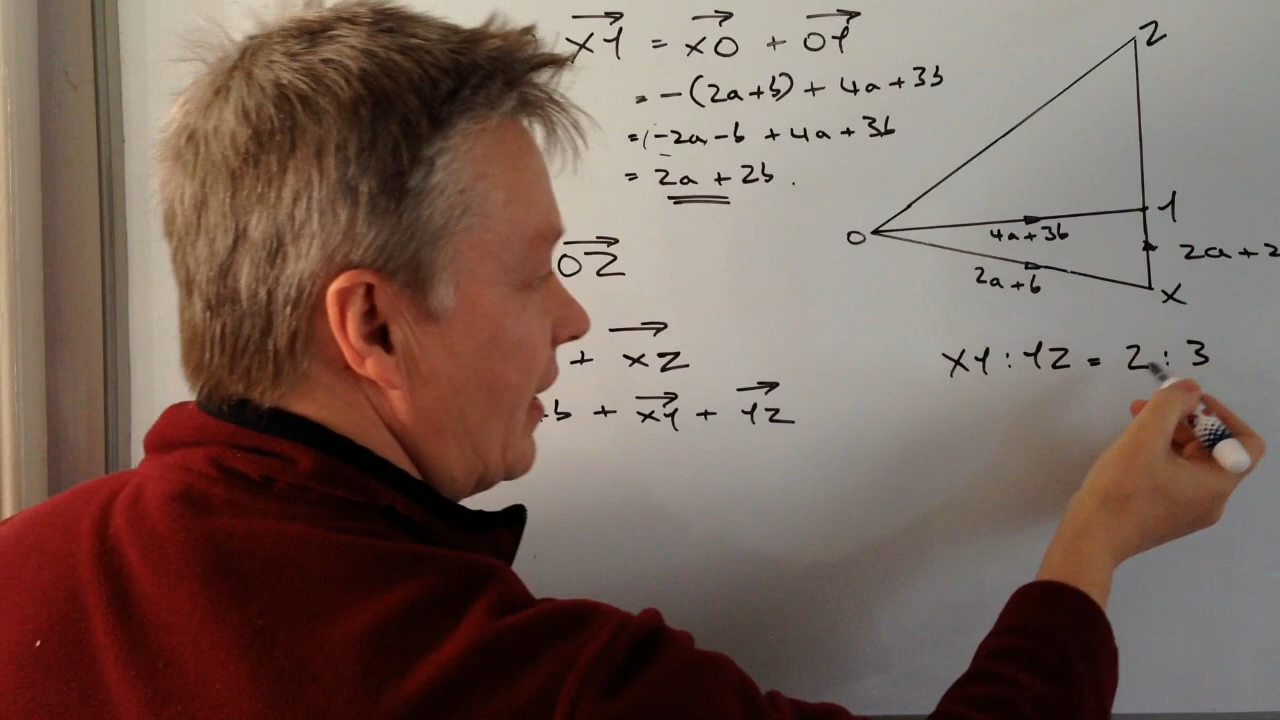 XY = XO + OY
= -(2a+b) + 4a+3b
= -2a-b + 4a+3b
= 2a + 2b.
OZ
+ XZ
b + XY + YZ
Z
O
Y
4a+3b
2a+2
2a+b
X
XY : YZ = 2 : 3